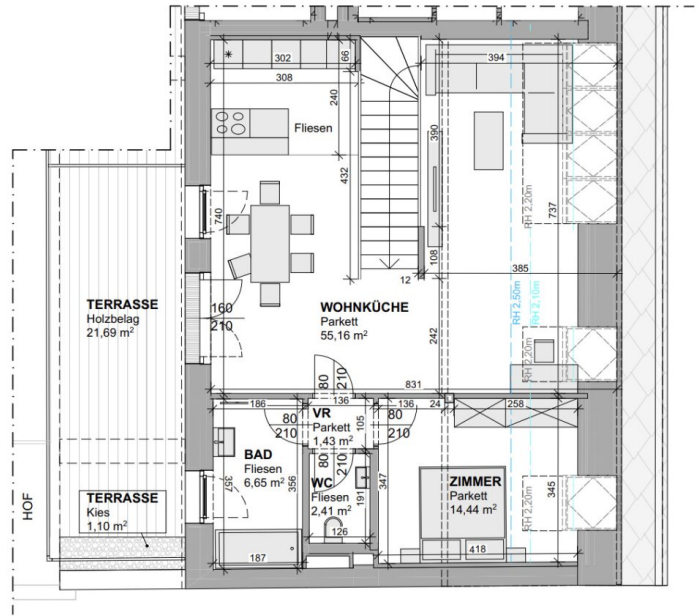 302
66
394
308
240
Fliesen
390
432
RH 2,20m
740
737
108
12
385
TERRASSE
Holzbelag
21,69 m²
160
210
WOHNKÜCHE
Parkett
55,16 m²
242
RH 2,50m
RH 2,10m
RH 2,20m
80
210
831
186
136
136
24
258
80
210
VR
Parkett
1,43 m²
105
80
210
BAD
Fliesen
6,65 m²
357
356
80
210
WC
Fliesen
2,41 m²
191
347
ZIMMER
Parkett
14,44 m²
345
RH 2,20m
HOF
TERRASSE
Kies
1,10 m²
126
187
418